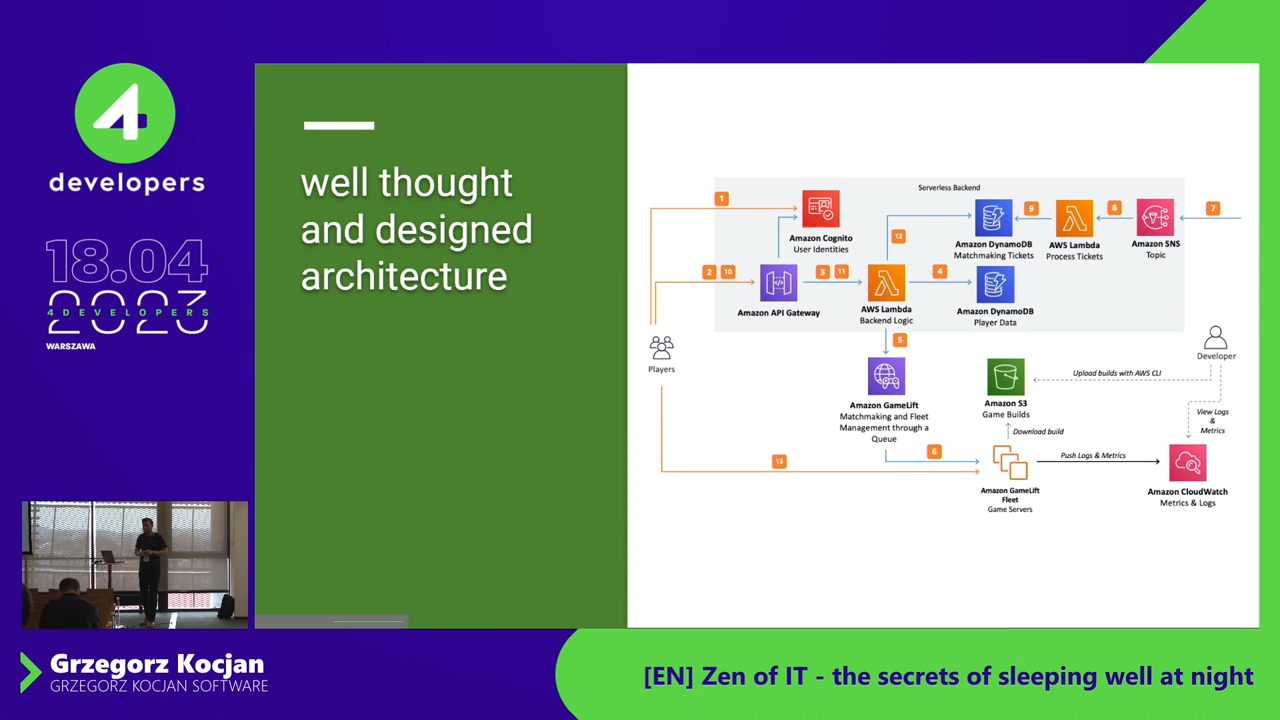 4
developers
18.04
2023
4DEVELOPERS
WARSZAWA
well thought
and designed
architecture
Serverless Backend
1
Amazon Cognito
User Identities
2
10
Amazon API Gateway
3
11
AWS Lambda
Backend Logic
12
4
Amazon DynamoDB
Matchmaking Tickets
9
AWS Lambda
Process Tickets
8
Amazon SNS
Topic
7
Amazon DynamoDB
Player Data
Players
5
Amazon GameLift
Matchmaking and Fleet
Management through a
Queue
6
13
Amazon S3
Game Builds
Download build
Amazon GameLift
Fleet
Game Servers
Developer
Upload builds with AWS CLI
View Logs
&
Metrics
Push Logs & Metrics
Amazon CloudWatch
Metrics & Logs
Grzegorz Kocjan
GRZEGORZ KOCJAN SOFTWARE
[EN] Zen of IT - the secrets of sleeping well at night